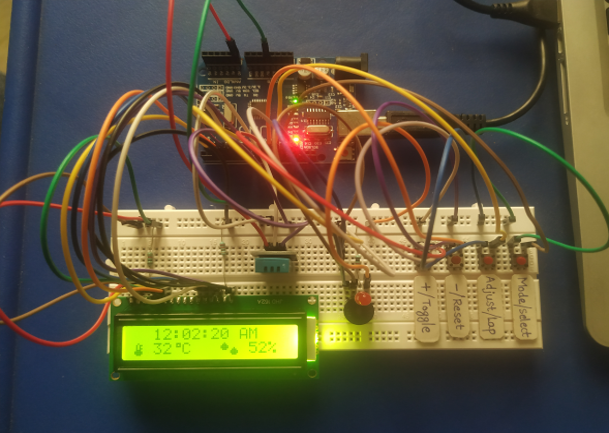 12:02:20 AM
32°C 52%
+ Toggle
-/Reset
Adjust/Lap
Mode/select